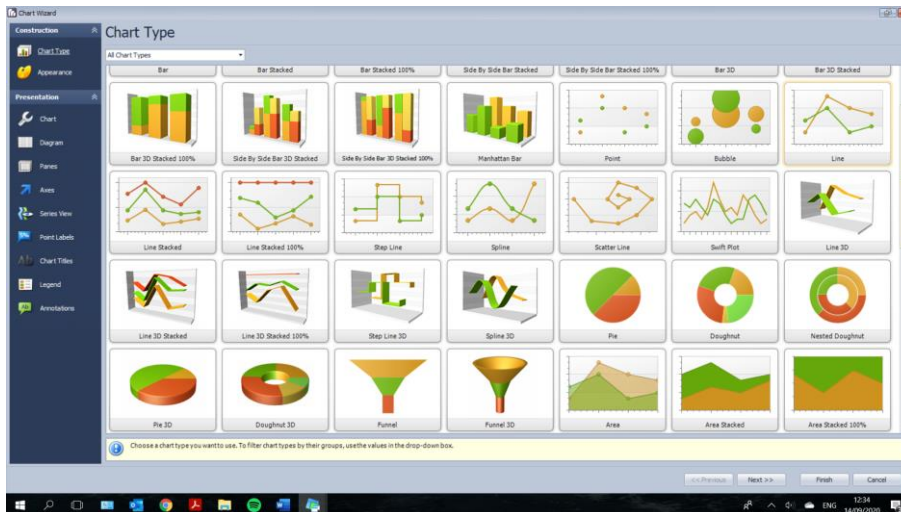 Chart Wizard
Construction
Chart Type
Appearance
Presentation
Chart
Diagram
Panes
Axes
Series View
Point Labels
Chart Titles
Legend
Annotations
Chart Type
All Chart Types
Bar
Bar Stacked
Bar Stacked 100%
Side By Side Bar Stacked
Side By Side Bar Stacked 100%
Bar 3D
Bar 3D Stacked
Bar 3D Stacked 100%
Side By Side Bar 3D Stacked
Side By Side Bar 3D Stacked 100%
Manhattan Bar
Point
Bubble
Line
Line Stacked
Line Stacked 100%
Step Line
Spline
Scatter Line
Swift Plot
Line 3D
Line 3D Stacked
Line 3D Stacked 100%
Step Line 3D
Spline 3D
Pie
Doughnut
Nested Doughnut
Pie 3D
Doughnut 3D
Funnel
Funnel 3D
Area
Area Stacked
Area Stacked 100%
Choose a chart type you want to use. To filter chart types by their groups, use the values in the drop-down box.
<< Previous
Next >>
Finish
Cancel
ENG
12:34
14/09/2020